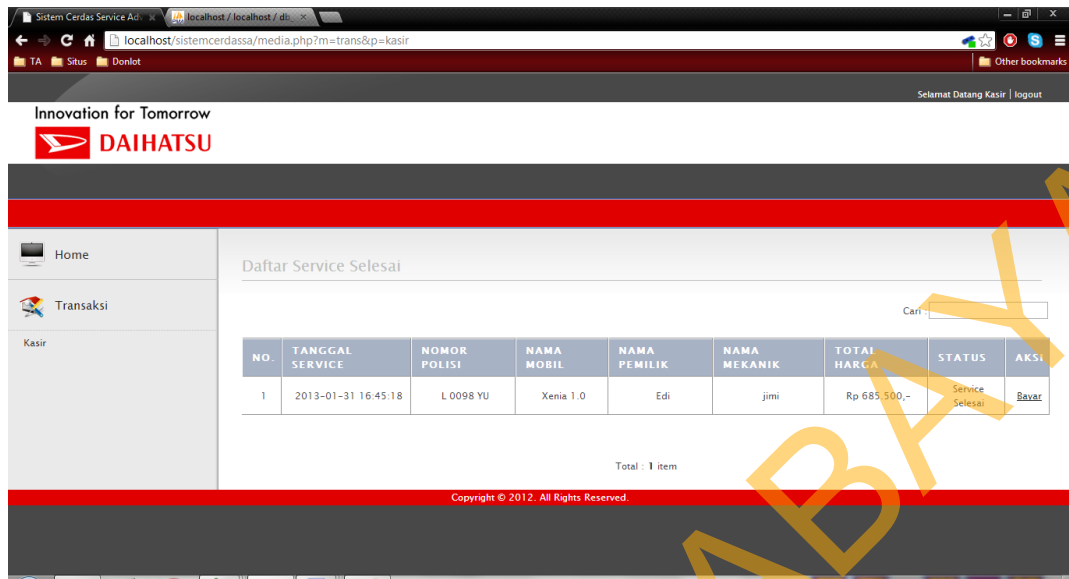 Sistem Cerdas Service Adv
localhost / localhost / db_
localhost/sistemcerdassa/media.php?m=trans&p=kasir
TA Situs Donlot Other bookmarks
Selamat Datang Kasir | logout
Innovation for Tomorrow
DAIHATSU
Home
Transaksi
Kasir
Daftar Service Selesai
Cari :
NO. TANGGAL SERVICE NOMOR POLISI NAMA MOBIL NAMA PEMILIK NAMA MEKANIK TOTAL HARGA STATUS AKSI
1 2013-01-31 16:45:18 L 0098 YU Xenia 1.0 Edi jimi Rp 685,500,- Service Selesai Bayar
Total : 1 item
Copyright © 2012. All Rights Reserved.
ABAYA